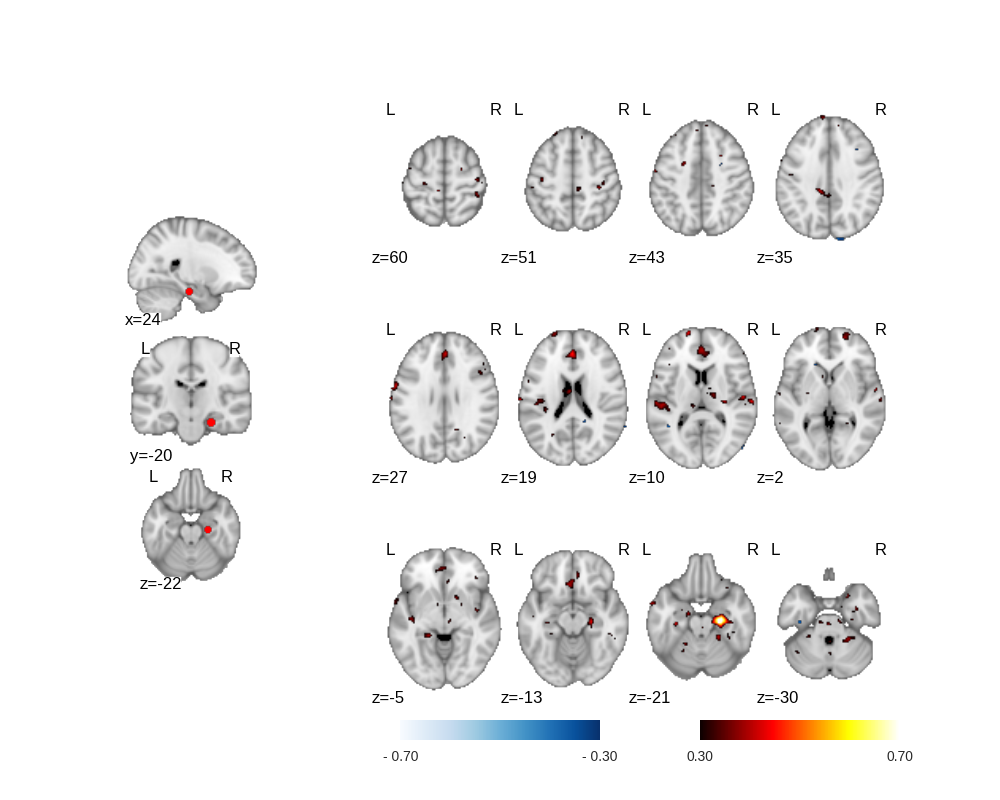 L R L R L R L R
z=60 z=51 z=43 z=35
x=24
L R
y=-20
L R
z=-22
L R L R L R L R
z=27 z=19 z=10 z=2
L R L R L R L R
z=-5 z=-13 z=-21 z=-30
- 0.70 - 0.30 0.30 0.70